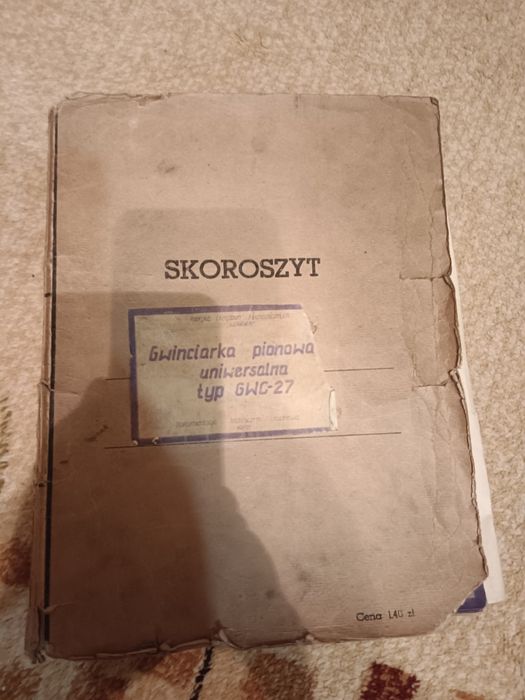 SKOROSZYT
Gwinciarka pionowa
uniwersalna
typ GWC-27
Cena 1,40 zł